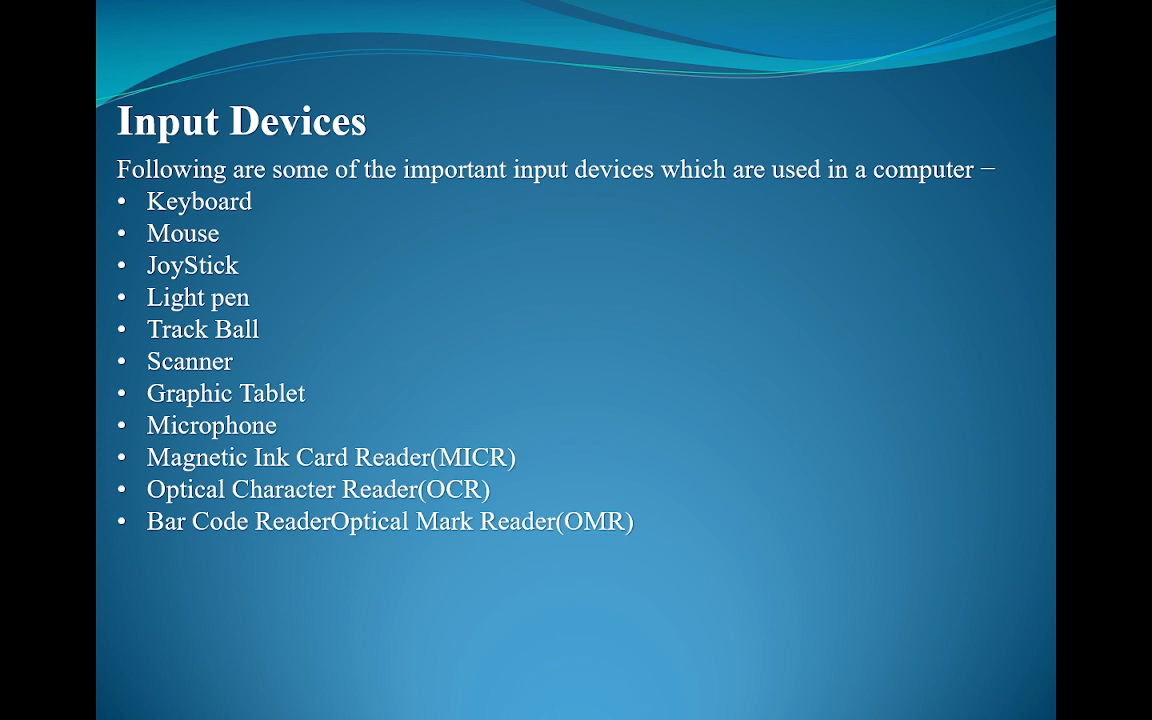 Input Devices
Following are some of the important input devices which are used in a computer −
• Keyboard
• Mouse
• JoyStick
• Light pen
• Track Ball
• Scanner
• Graphic Tablet
• Microphone
• Magnetic Ink Card Reader(MICR)
• Optical Character Reader(OCR)
• Bar Code ReaderOptical Mark Reader(OMR)